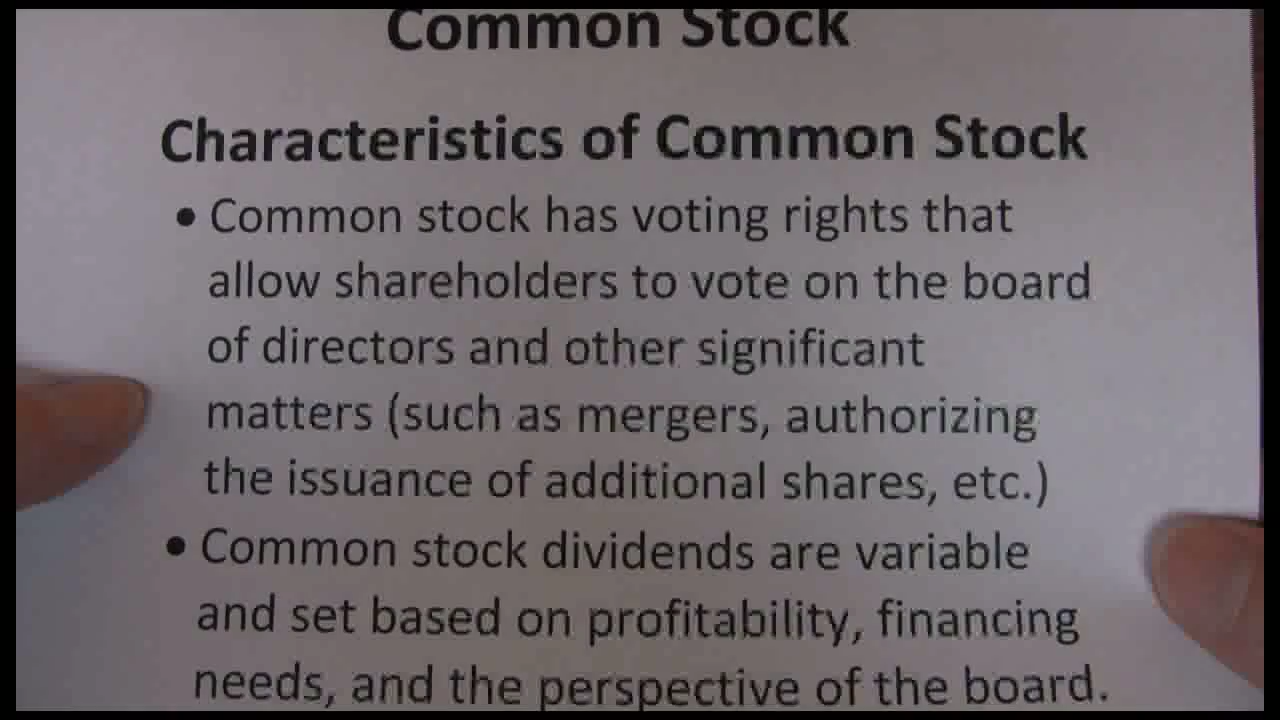 Common Stock
Characteristics of Common Stock
• Common stock has voting rights that
allow shareholders to vote on the board
of directors and other significant
matters (such as mergers, authorizing
the issuance of additional shares, etc.)
• Common stock dividends are variable
and set based on profitability, financing
needs, and the perspective of the board.